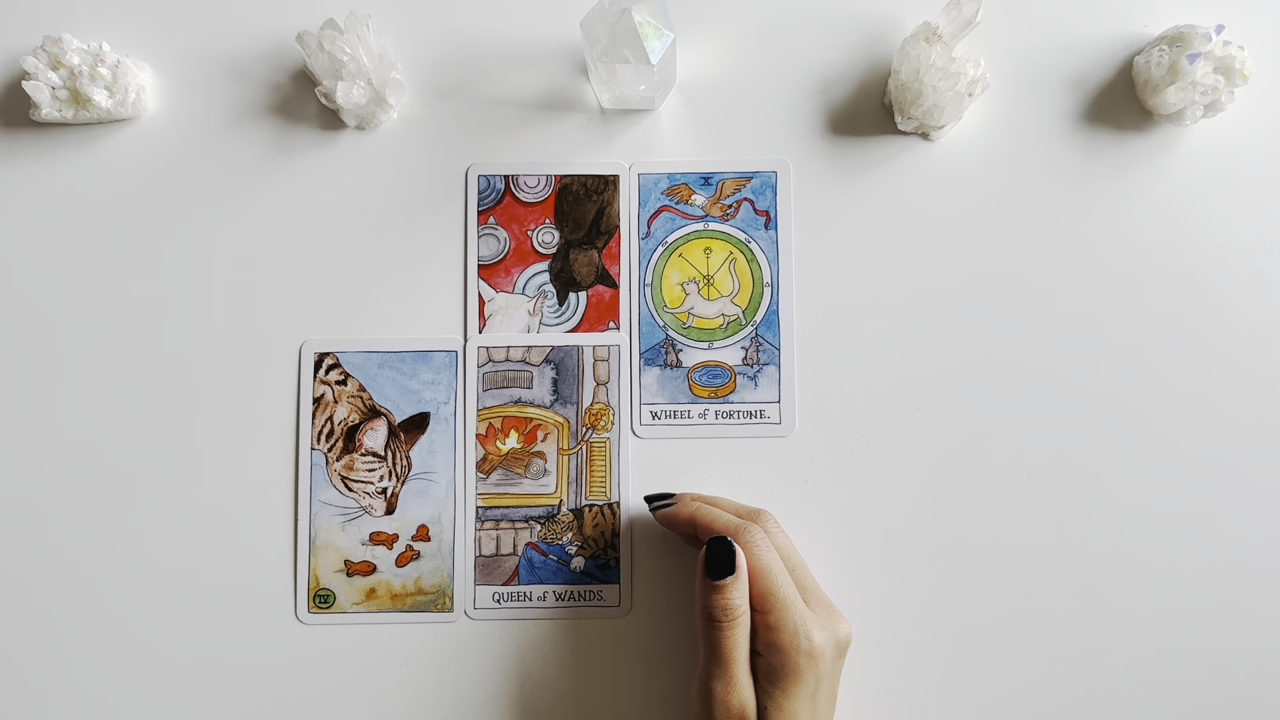 X
WHEEL of FORTUNE.
IV
QUEEN of WANDS.